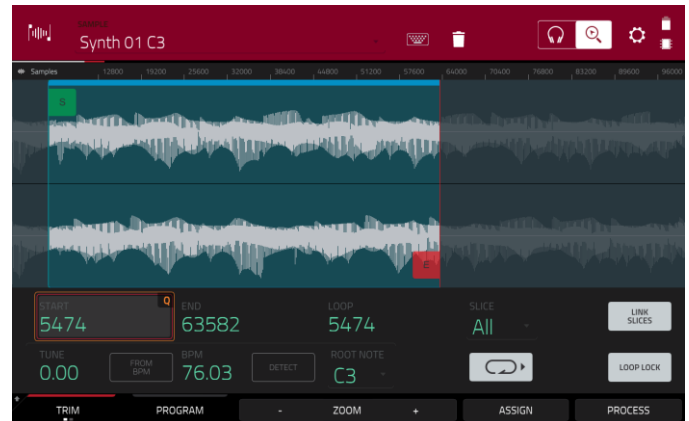 SAMPLE
Synth 01 C3
Samples 12800 19200 25600 32000 38400 44800 51200 57600 64000 70400 76800 83200 89600 96000
S
E
START Q END LOOP SLICE
5474 63582 5474 All
LINK SLICES
TUNE BPM ROOT NOTE
0.00 FROM BPM 76.03 DETECT C3
LOOP LOCK
TRIM PROGRAM - ZOOM + ASSIGN PROCESS